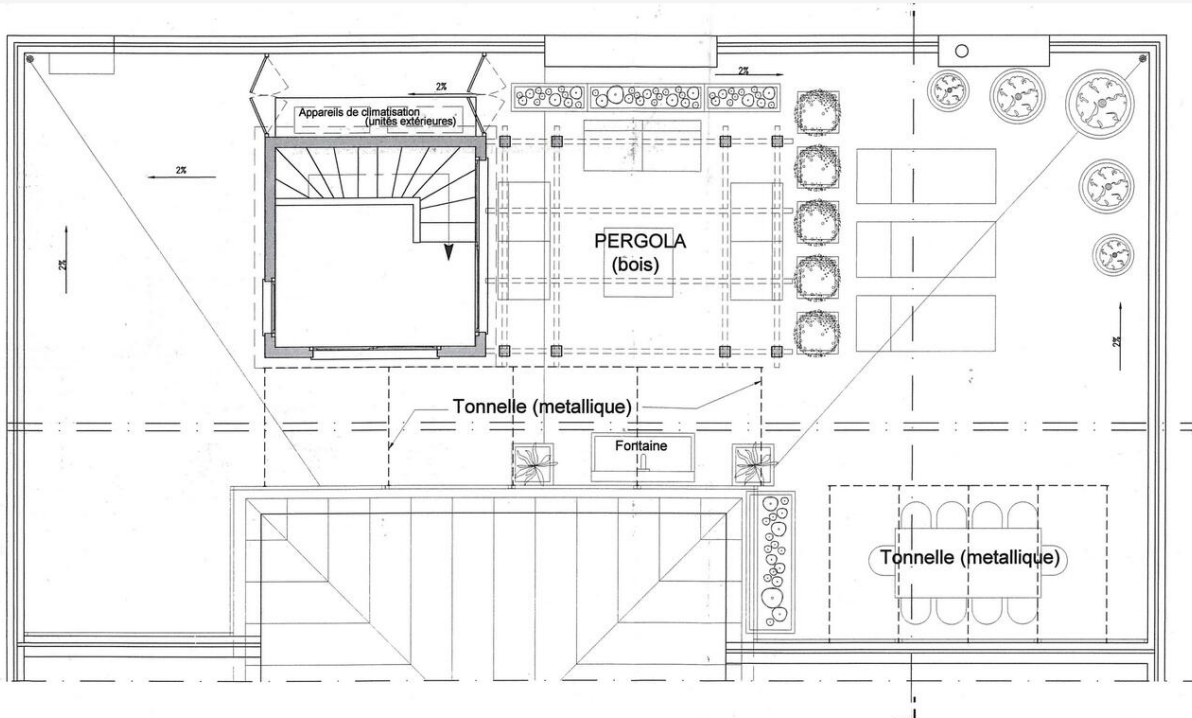 2%
2%
Appareils de climatisation
(unités extérieures)
2%
2%
PERGOLA
(bois)
2%
Tonnelle (metallique)
Fontaine
Tonnelle (metallique)